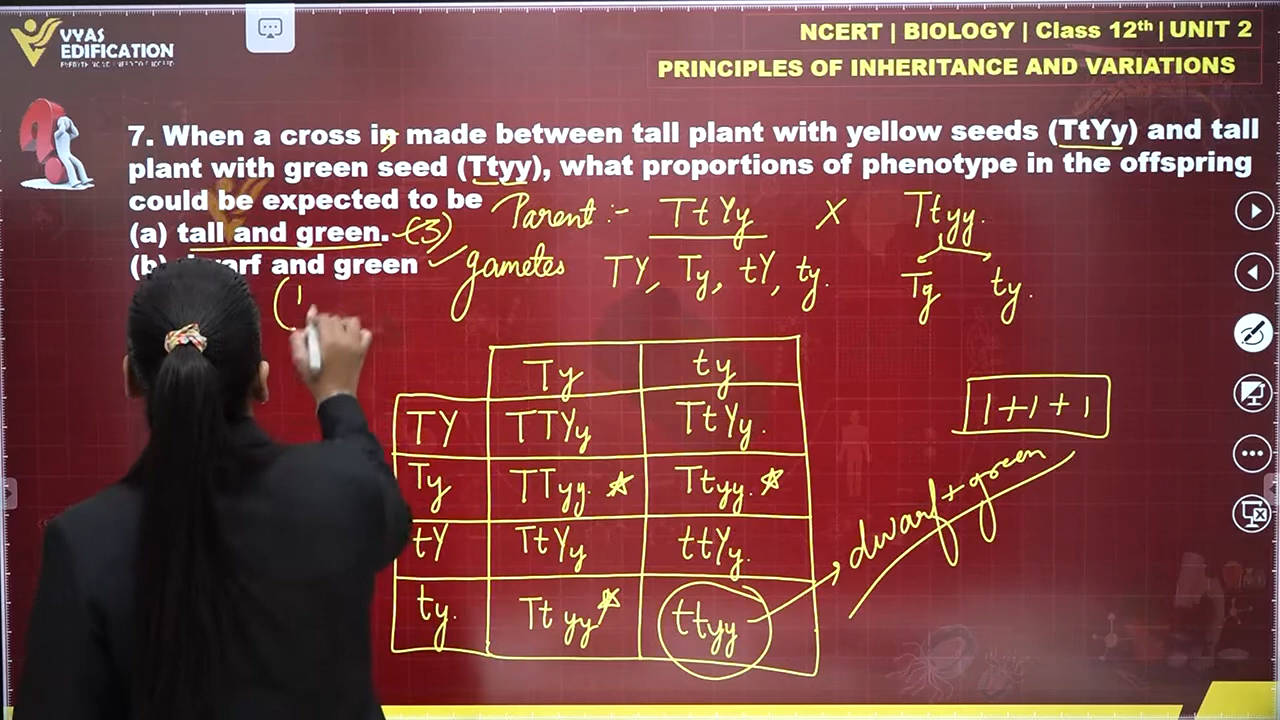 VYAS
EDIFICATION
NCERT | BIOLOGY | Class 12th | UNIT 2
PRINCIPLES OF INHERITANCE AND VARIATIONS
7. When a cross in made between tall plant with yellow seeds (TtYy) and tall
plant with green seed (Ttyy), what proportions of phenotype in the offspring
could be expected to be
(a) tall and green. (3)
(b) dwarf and green
(1
Parent :- TtYy X Ttyy.
gametes TY, Ty, tY, ty. Ty ty.
Ty ty
TY TTYy TtYy.
Ty TTyy. Ttyy.
tY TtYy ttYy.
ty. Ttyy ttyy
1+1+1
dwarf + green